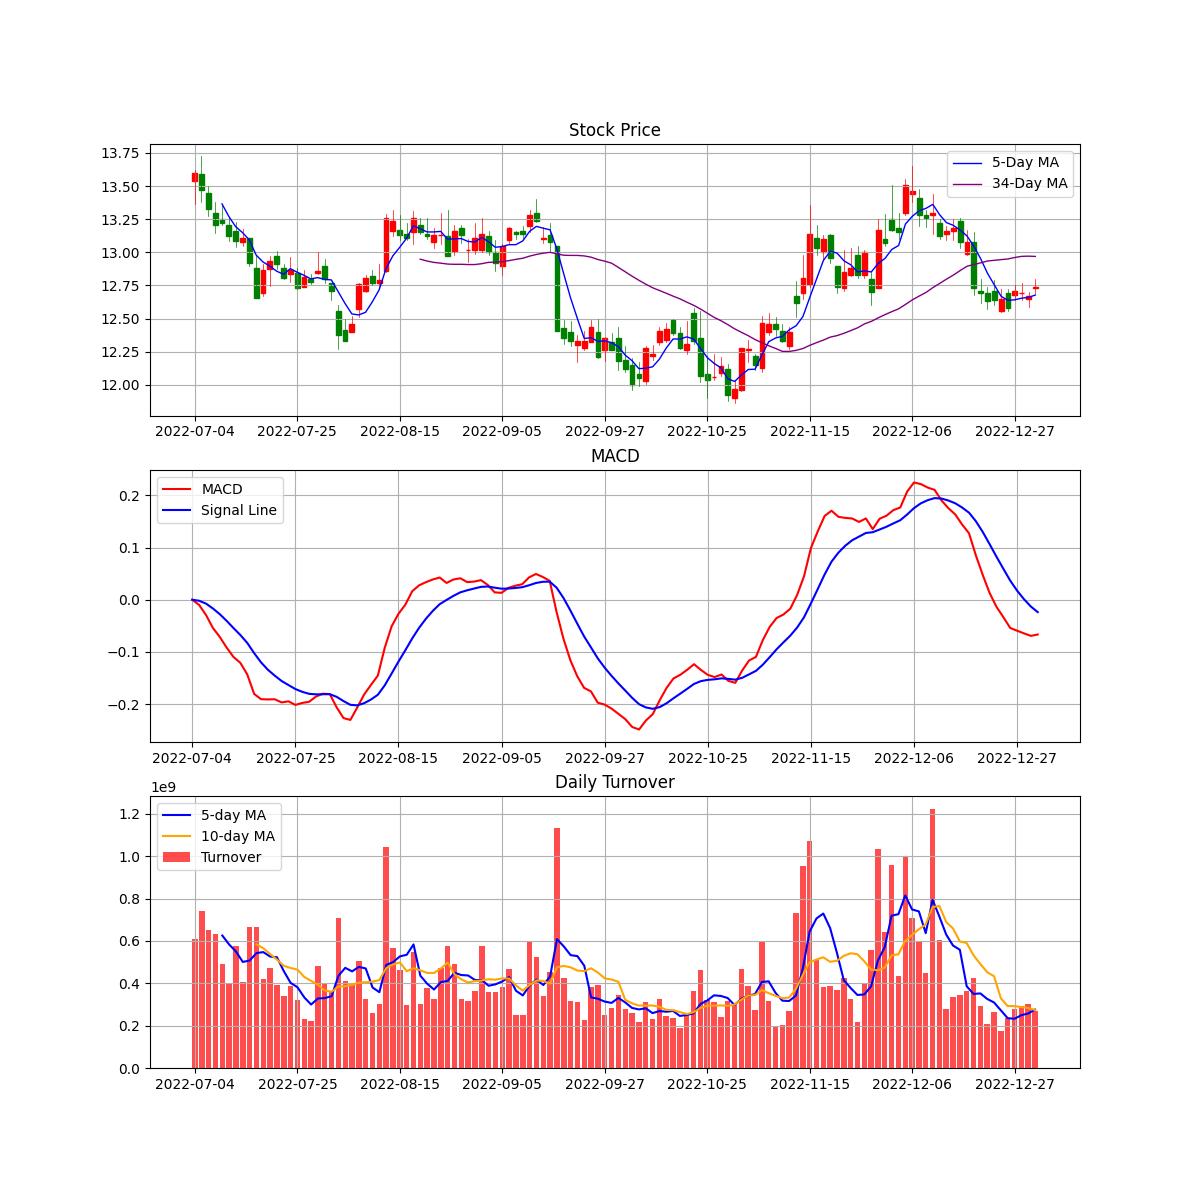 Stock Price
13.75
13.50
13.25
13.00
12.75
12.50
12.25
12.00
5-Day MA
34-Day MA
2022-07-04 2022-07-25 2022-08-15 2022-09-05 2022-09-27 2022-10-25 2022-11-15 2022-12-06 2022-12-27
MACD
0.2
0.1
0.0
−0.1
−0.2
MACD
Signal Line
2022-07-04 2022-07-25 2022-08-15 2022-09-05 2022-09-27 2022-10-25 2022-11-15 2022-12-06 2022-12-27
Daily Turnover
1e9
1.2
1.0
0.8
0.6
0.4
0.2
0.0
5-day MA
10-day MA
Turnover
2022-07-04 2022-07-25 2022-08-15 2022-09-05 2022-09-27 2022-10-25 2022-11-15 2022-12-06 2022-12-27